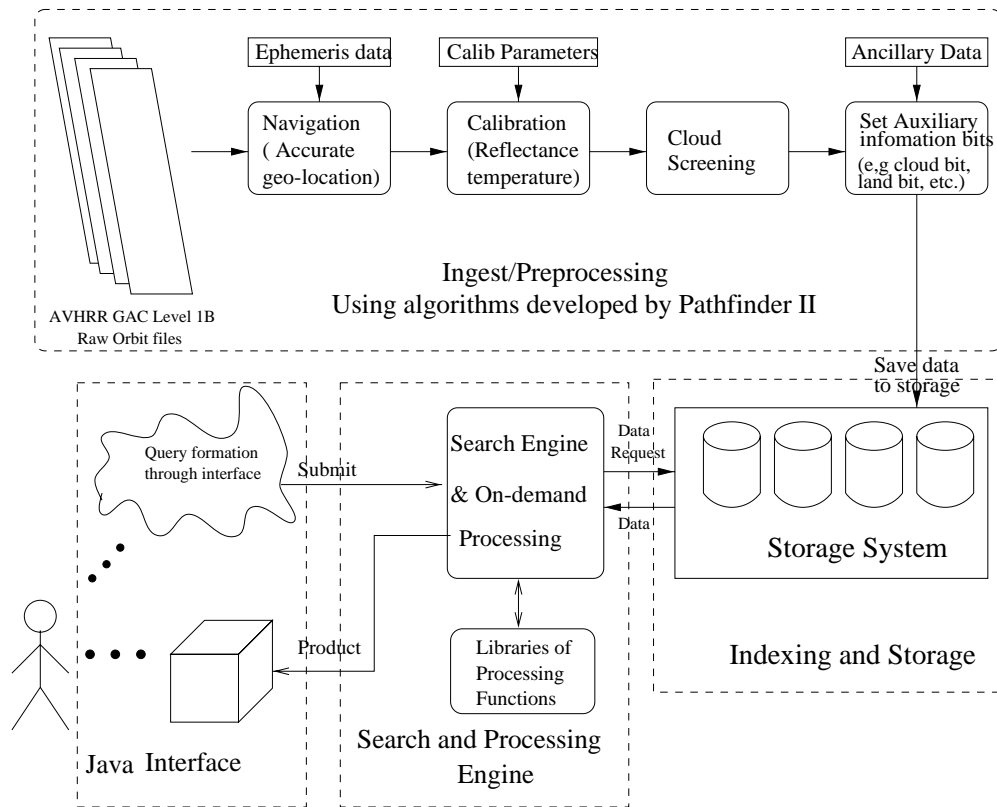 Ephemeris data
Calib Parameters
Ancillary Data
Navigation
( Accurate
geo-location)
Calibration
(Reflectance
temperature)
Cloud
Screening
Set Auxiliary
infomation bits
(e,g cloud bit,
land bit, etc.)
AVHRR GAC Level 1B
Raw Orbit files
Ingest/Preprocessing
Using algorithms developed by Pathfinder II
Save data
to storage
Query formation
through interface
Submit
Search Engine
& On-demand
Processing
Data
Request
Data
Storage System
Product
Libraries of
Processing
Functions
Indexing and Storage
Java Interface
Search and Processing
Engine